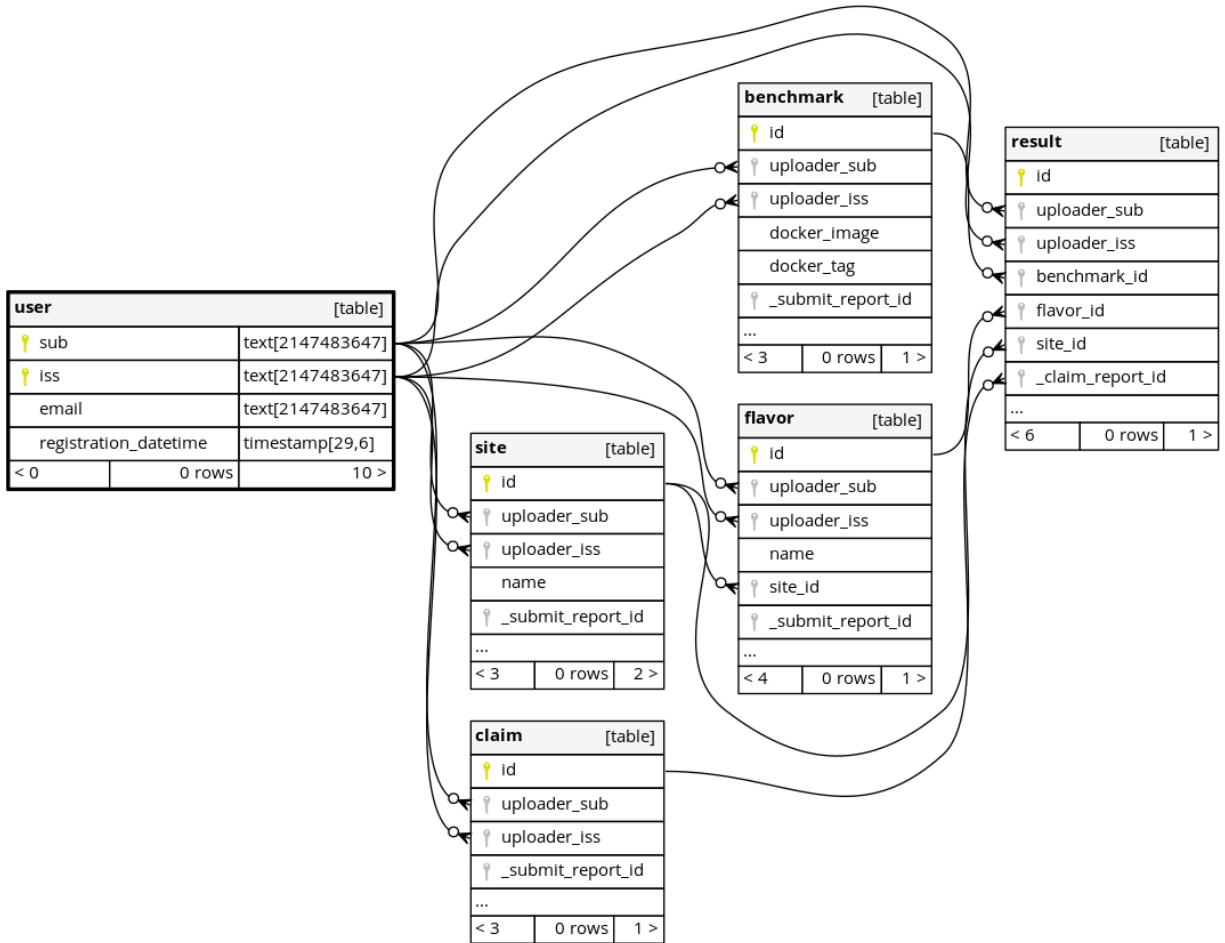 user [table]
sub text[2147483647]
iss text[2147483647]
email text[2147483647]
registration_datetime timestamp[29,6]
< 0 0 rows 10 >
site [table]
id
uploader_sub
uploader_iss
name
_submit_report_id
...
< 3 0 rows 2 >
claim [table]
id
uploader_sub
uploader_iss
_submit_report_id
...
< 3 0 rows 1 >
benchmark [table]
id
uploader_sub
uploader_iss
docker_image
docker_tag
_submit_report_id
...
< 3 0 rows 1 >
flavor [table]
id
uploader_sub
uploader_iss
name
site_id
_submit_report_id
...
< 4 0 rows 1 >
result [table]
id
uploader_sub
uploader_iss
benchmark_id
flavor_id
site_id
_claim_report_id
...
< 6 0 rows 1 >